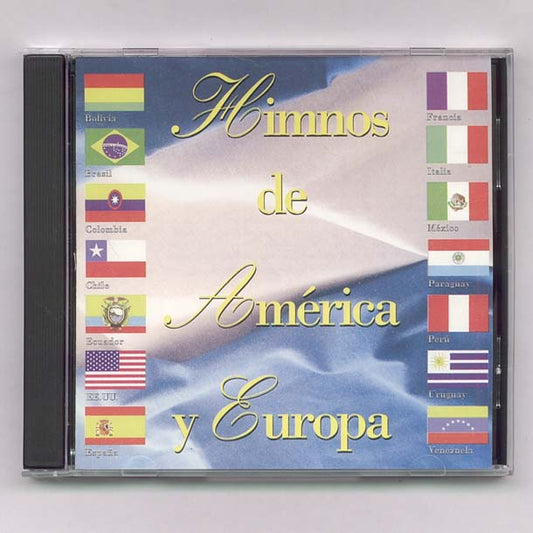 Himnos
de
América
y Europa
Bolivia
Brasil
Colombia
Chile
Ecuador
EE.UU.
España
Francia
Italia
México
Paraguay
Perú
Uruguay
Venezuela